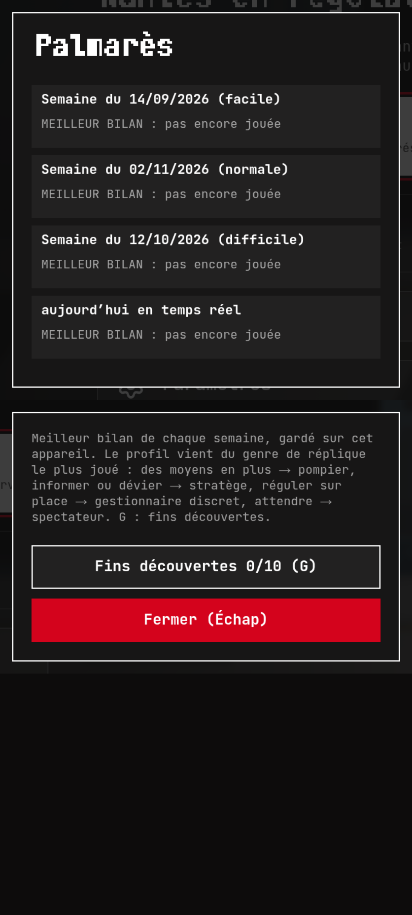 Palmarès
Semaine du 14/09/2026 (facile)
MEILLEUR BILAN : pas encore jouée
Semaine du 02/11/2026 (normale)
MEILLEUR BILAN : pas encore jouée
Semaine du 12/10/2026 (difficile)
MEILLEUR BILAN : pas encore jouée
aujourd’hui en temps réel
MEILLEUR BILAN : pas encore jouée
Paramètres
Meilleur bilan de chaque semaine, gardé sur cet
appareil. Le profil vient du genre de réplique
le plus joué : des moyens en plus → pompier,
informer ou dévier → stratège, réguler sur
place → gestionnaire discret, attendre →
spectateur. G : fins découvertes.
Fins découvertes 0/10 (G)
Fermer (Échap)